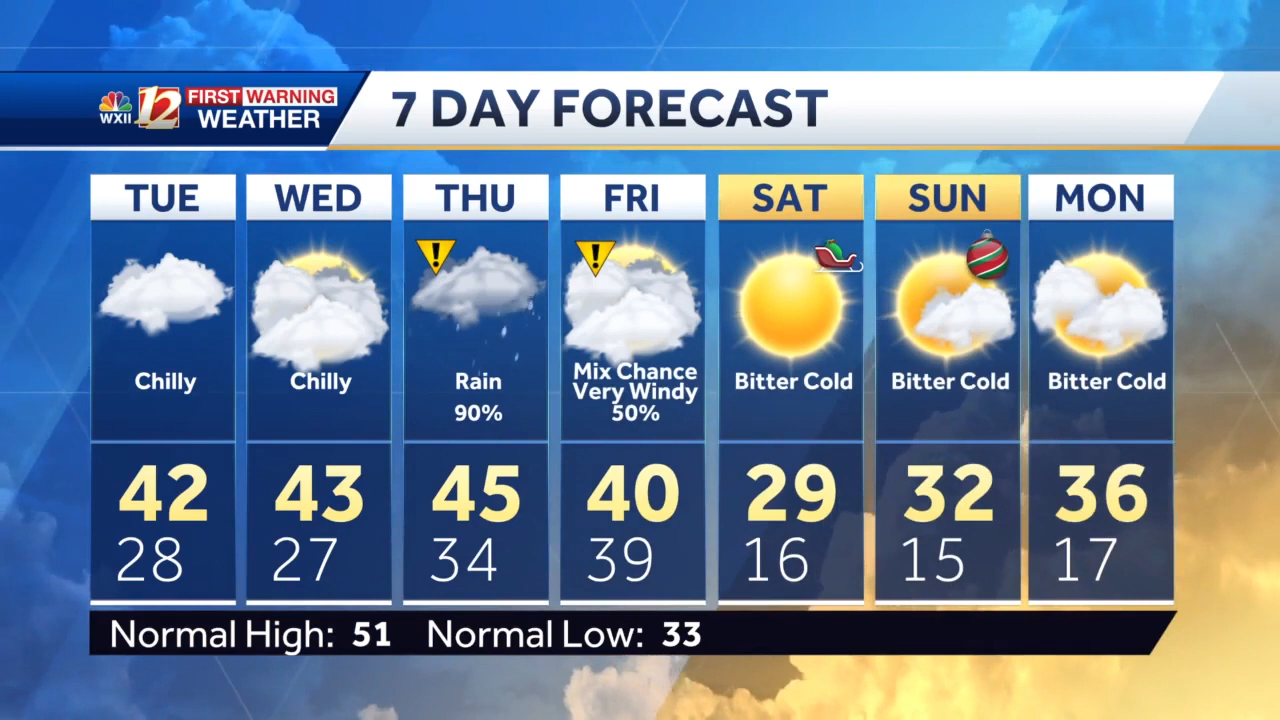 WXII 12 FIRST WARNING
WEATHER
7 DAY FORECAST
TUE
WED
THU
FRI
SAT
SUN
MON
!
!
Chilly
Chilly
Rain
90%
Mix Chance
Very Windy
50%
Bitter Cold
Bitter Cold
Bitter Cold
42
43
45
40
29
32
36
28
27
34
39
16
15
17
Normal High: 51 Normal Low: 33